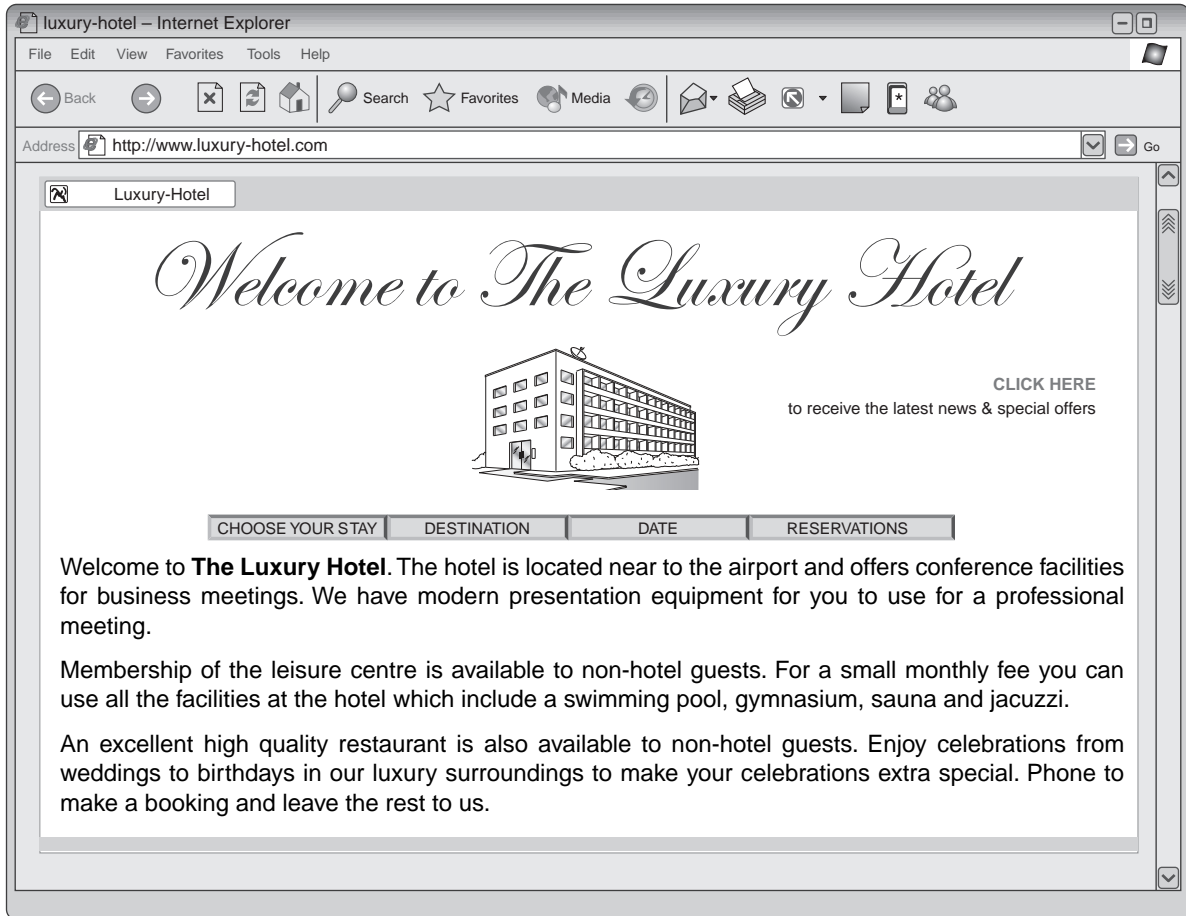 luxury-hotel – Internet Explorer
File Edit View Favorites Tools Help
Back Search Favorites Media
Address http://www.luxury-hotel.com Go
Luxury-Hotel
Welcome to The Luxury Hotel
CLICK HERE
to receive the latest news & special offers
CHOOSE YOUR STAY DESTINATION DATE RESERVATIONS
Welcome to The Luxury Hotel. The hotel is located near to the airport and offers conference facilities
for business meetings. We have modern presentation equipment for you to use for a professional
meeting.
Membership of the leisure centre is available to non-hotel guests. For a small monthly fee you can
use all the facilities at the hotel which include a swimming pool, gymnasium, sauna and jacuzzi.
An excellent high quality restaurant is also available to non-hotel guests. Enjoy celebrations from
weddings to birthdays in our luxury surroundings to make your celebrations extra special. Phone to
make a booking and leave the rest to us.